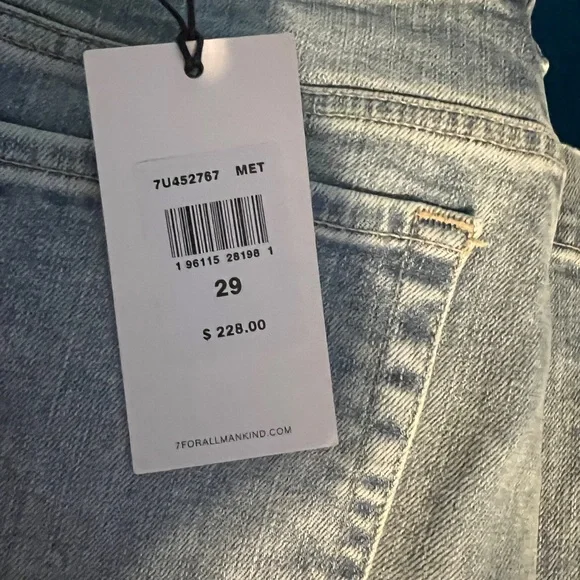 7U452767 MET
1 96115 28198 1
29
$ 228.00
7FORALLMANKIND.COM